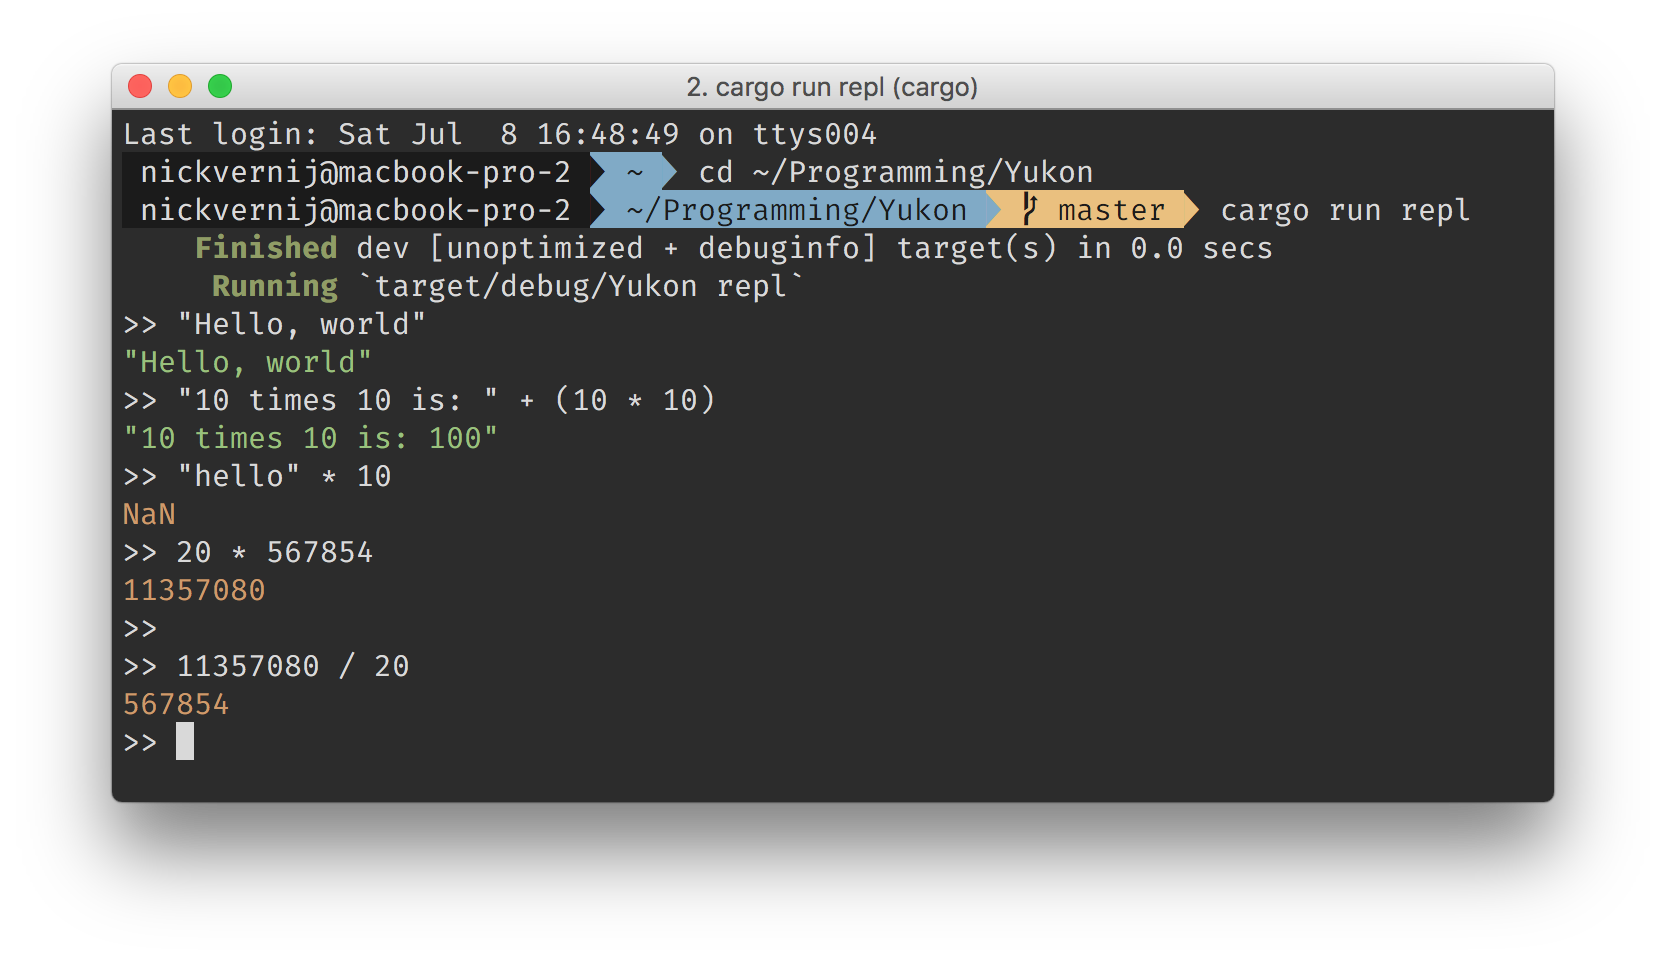 2. cargo run repl (cargo)
Last login: Sat Jul  8 16:48:49 on ttys004
nickvernij@macbook-pro-2 ~ cd ~/Programming/Yukon
nickvernij@macbook-pro-2 ~/Programming/Yukon master cargo run repl
Finished dev [unoptimized + debuginfo] target(s) in 0.0 secs
Running `target/debug/Yukon repl`
>> "Hello, world"
"Hello, world"
>> "10 times 10 is: " + (10 * 10)
"10 times 10 is: 100"
>> "hello" * 10
NaN
>> 20 * 567854
11357080
>>
>> 11357080 / 20
567854
>>